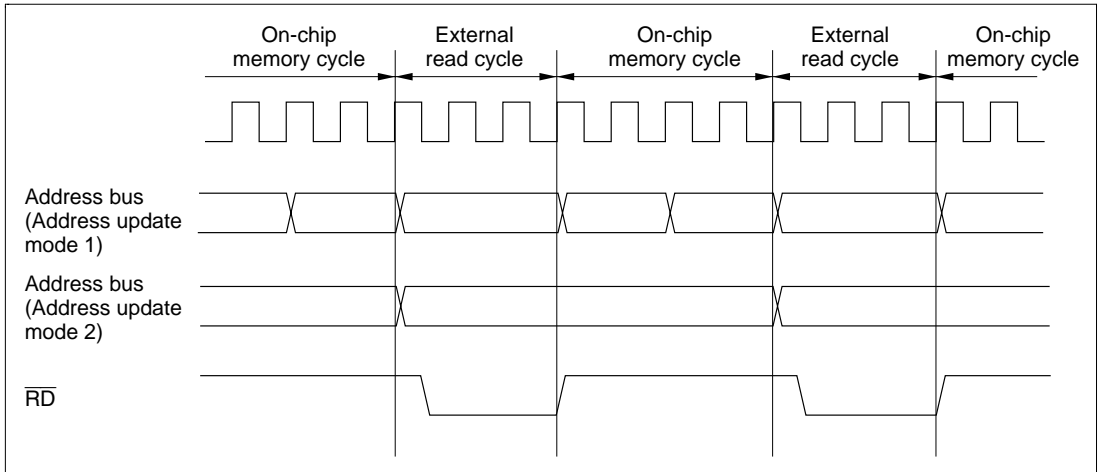 On-chip
memory cycle
External
read cycle
On-chip
memory cycle
External
read cycle
On-chip
memory cycle
Address bus
(Address update
mode 1)
Address bus
(Address update
mode 2)
R̅D̅